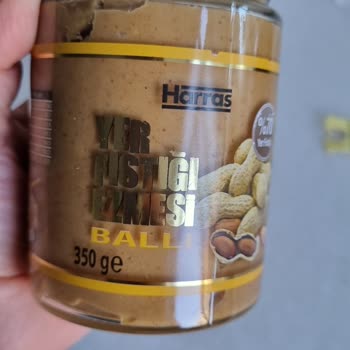 Harras
YER
FISTIĞI
EZMESİ
BALLI
350 g℮